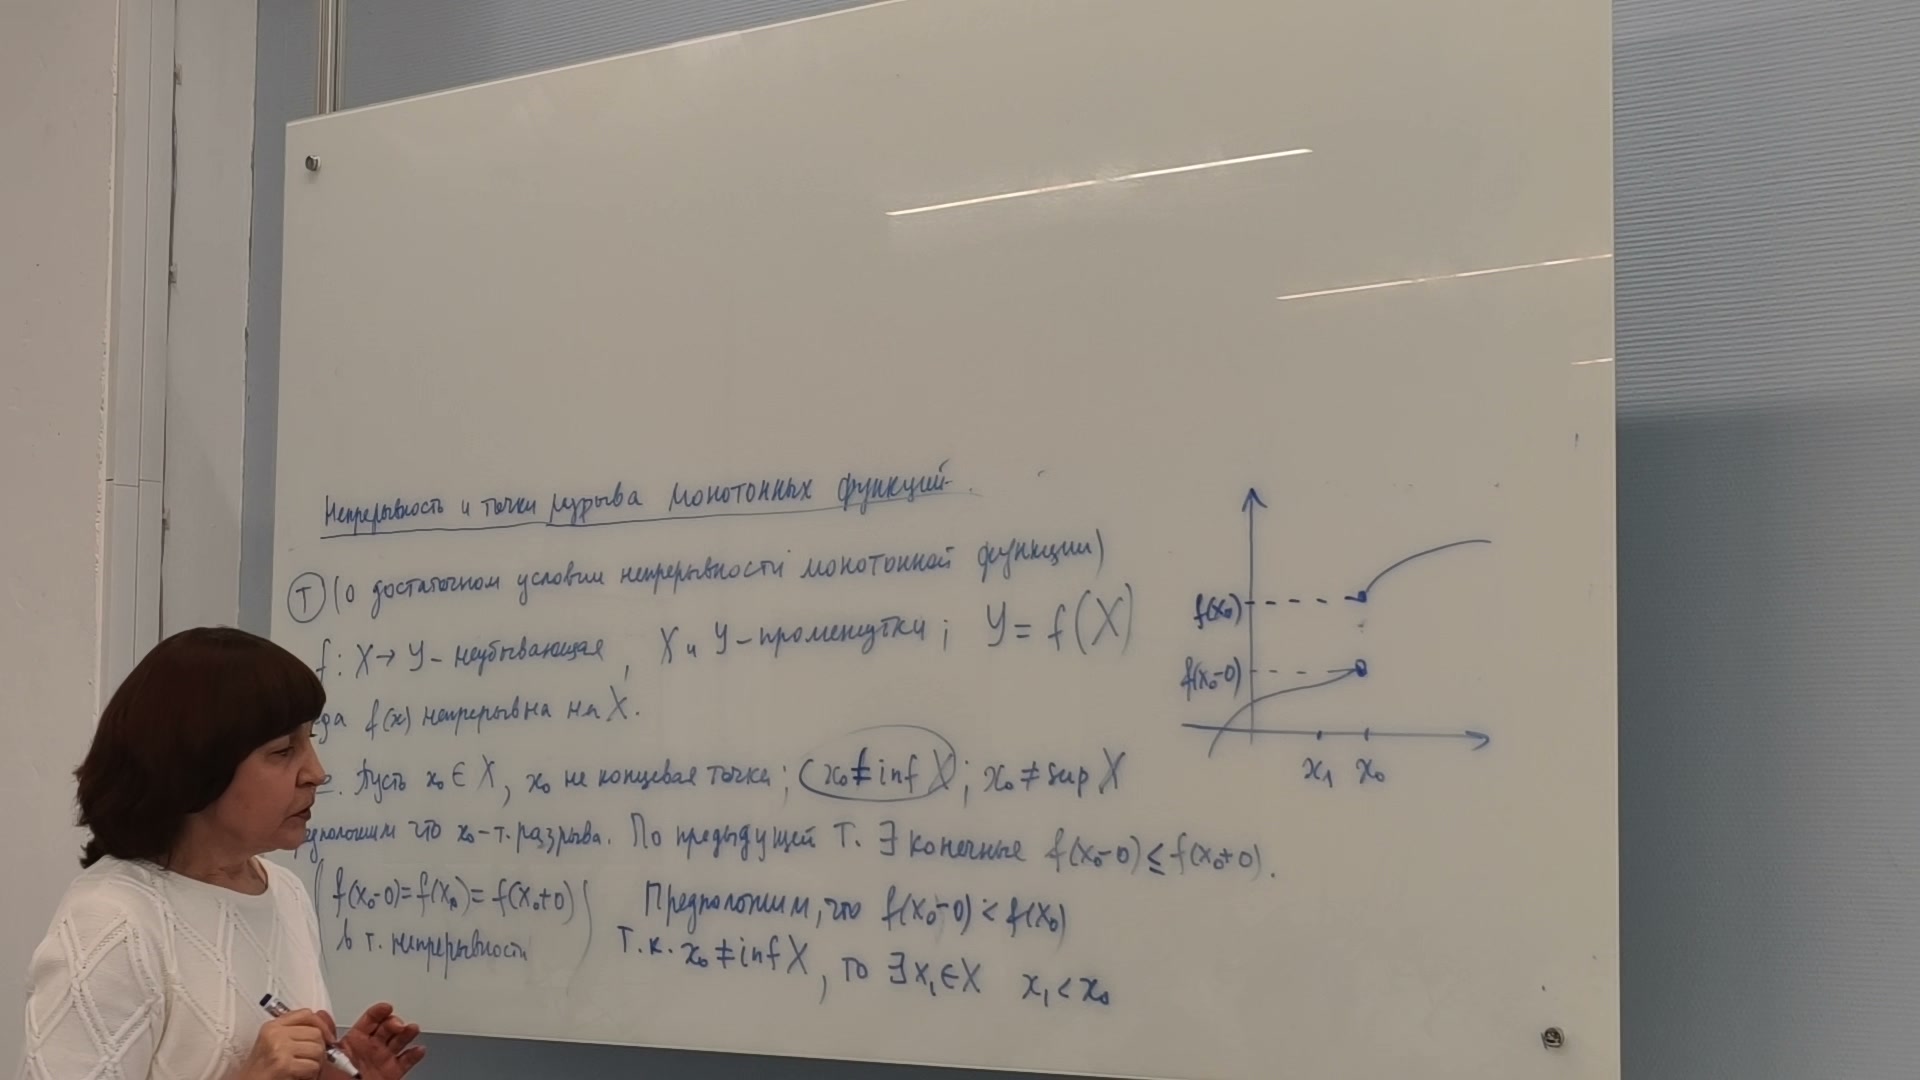 Непрерывность и точки разрыва монотонных функций.
Т (о достаточном условии непрерывности монотонной функции)
f: X → Y – неубывающая, X и Y – промежутки; Y = f(X)
да f(x) непрерывна на X.
Пусть x₀ ∈ X, x₀ не концевая точка; (x₀ ≠ inf X); x₀ ≠ sup X
что x₀ – т. разрыва. По предыдущей Т. ∃ конечные f(x₀-0) ≤ f(x₀+0).
(f(x₀-0) = f(x₀) = f(x₀+0)
в т. непрерывности)
Предположим, что f(x₀-0) < f(x₀)
Т.к. x₀ ≠ inf X, то ∃ x₁ ∈ X x₁ < x₀
f(x₀)
f(x₀-0)
x₁ x₀